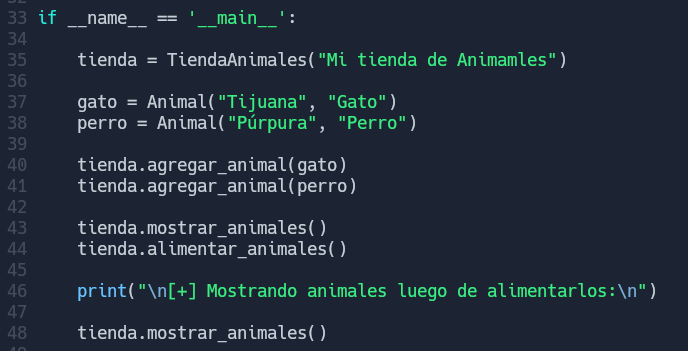 33 if __name__ == '__main__':
34
35     tienda = TiendaAnimales("Mi tienda de Animamles")
36
37     gato = Animal("Tijuana", "Gato")
38     perro = Animal("Púrpura", "Perro")
39
40     tienda.agregar_animal(gato)
41     tienda.agregar_animal(perro)
42
43     tienda.mostrar_animales()
44     tienda.alimentar_animales()
45
46     print("\n[+] Mostrando animales luego de alimentarlos:\n")
47
48     tienda.mostrar_animales()